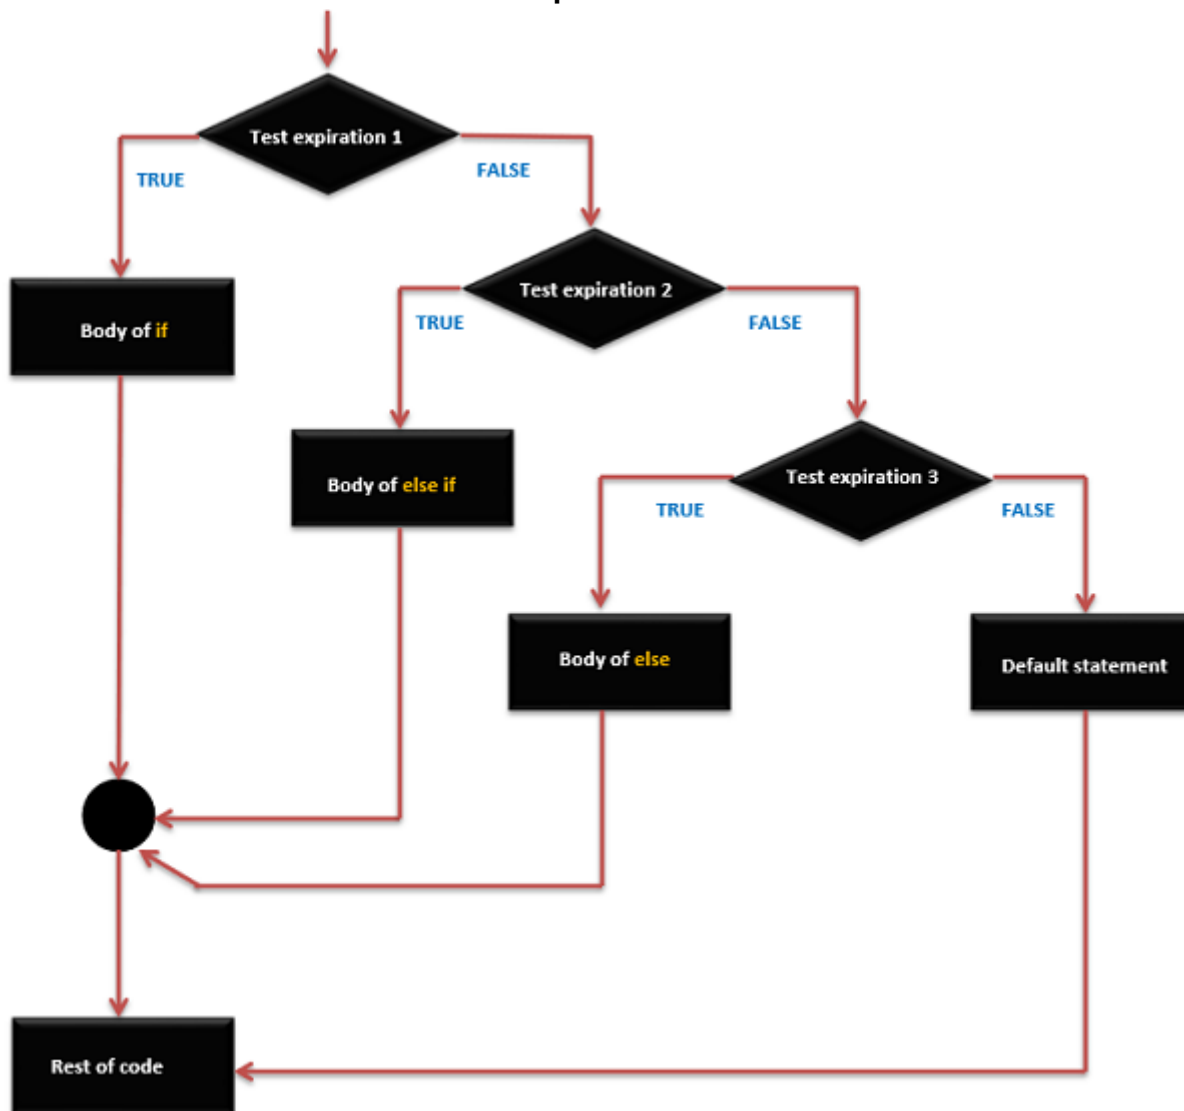 Test expiration 1
TRUE
FALSE
Test expiration 2
Body of if
TRUE
FALSE
Test expiration 3
Body of else if
TRUE
FALSE
Body of else
Default statement
Rest of code